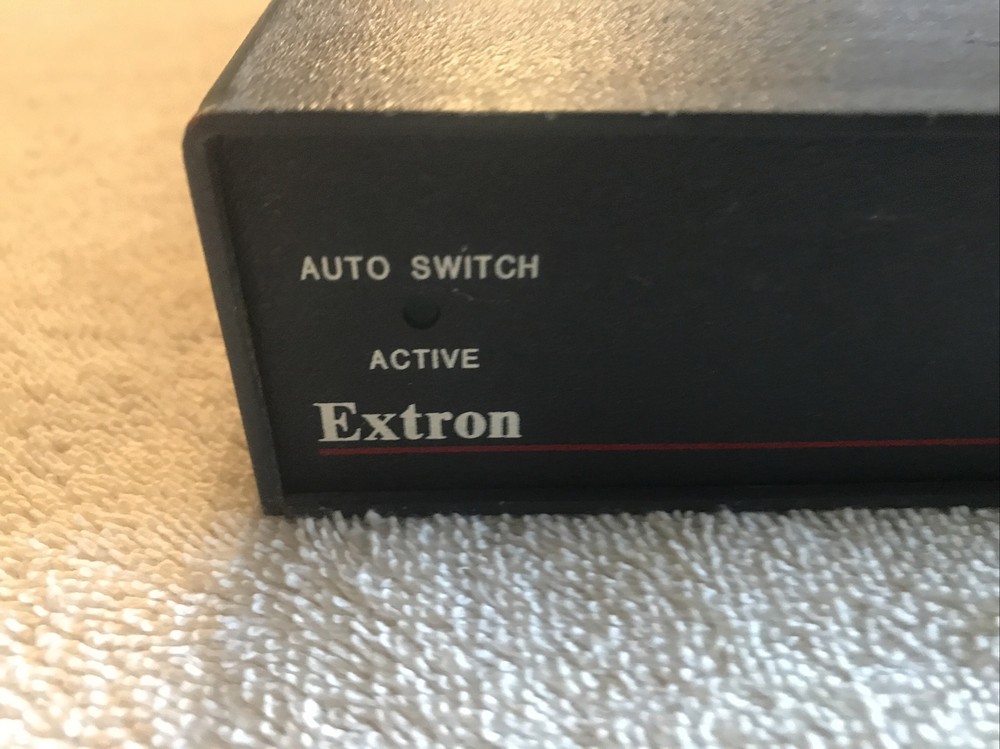 AUTO SWITCH
ACTIVE
Extron